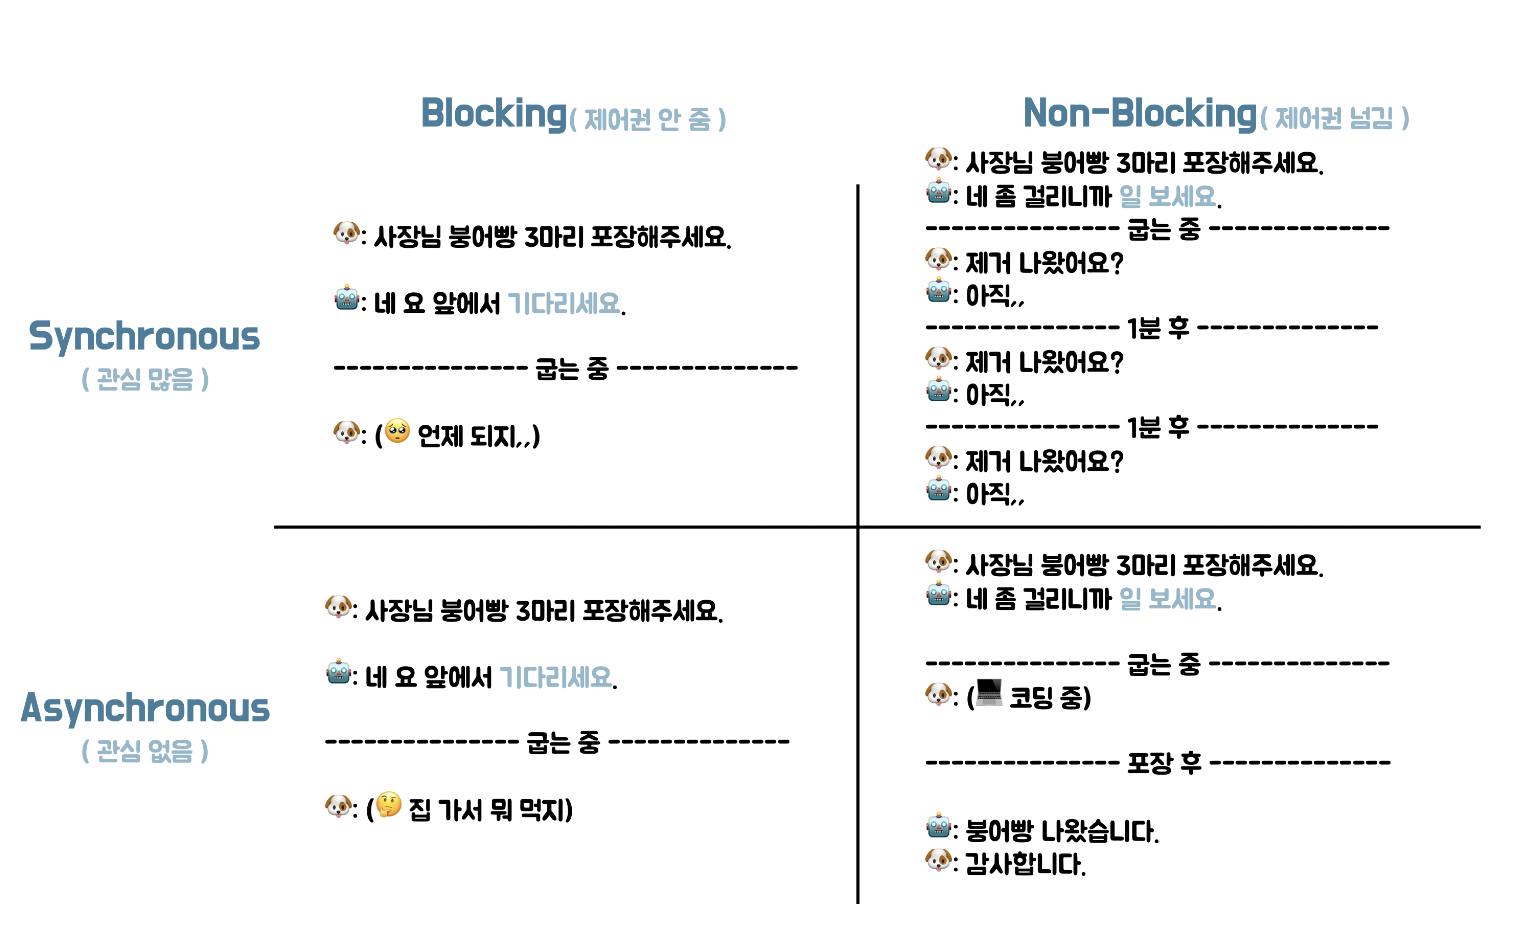 Blocking( 제어권 안 줌 )
Non-Blocking( 제어권 넘김 )
Synchronous
( 관심 많음 )
🐶: 사장님 붕어빵 3마리 포장해주세요.
🤖: 네 요 앞에서 기다리세요.
--------------- 굽는 중 --------------
🐶: (🥺 언제 되지,,)
🐶: 사장님 붕어빵 3마리 포장해주세요.
🤖: 네 좀 걸리니까 일 보세요.
--------------- 굽는 중 --------------
🐶: 제거 나왔어요?
🤖: 아직,,
--------------- 1분 후 --------------
🐶: 제거 나왔어요?
🤖: 아직,,
--------------- 1분 후 --------------
🐶: 제거 나왔어요?
🤖: 아직,,
Asynchronous
( 관심 없음 )
🐶: 사장님 붕어빵 3마리 포장해주세요.
🤖: 네 요 앞에서 기다리세요.
--------------- 굽는 중 --------------
🐶: (🤔 집 가서 뭐 먹지)
🐶: 사장님 붕어빵 3마리 포장해주세요.
🤖: 네 좀 걸리니까 일 보세요.
--------------- 굽는 중 --------------
🐶: (💻 코딩 중)
--------------- 포장 후 --------------
🤖: 붕어빵 나왔습니다.
🐶: 감사합니다.